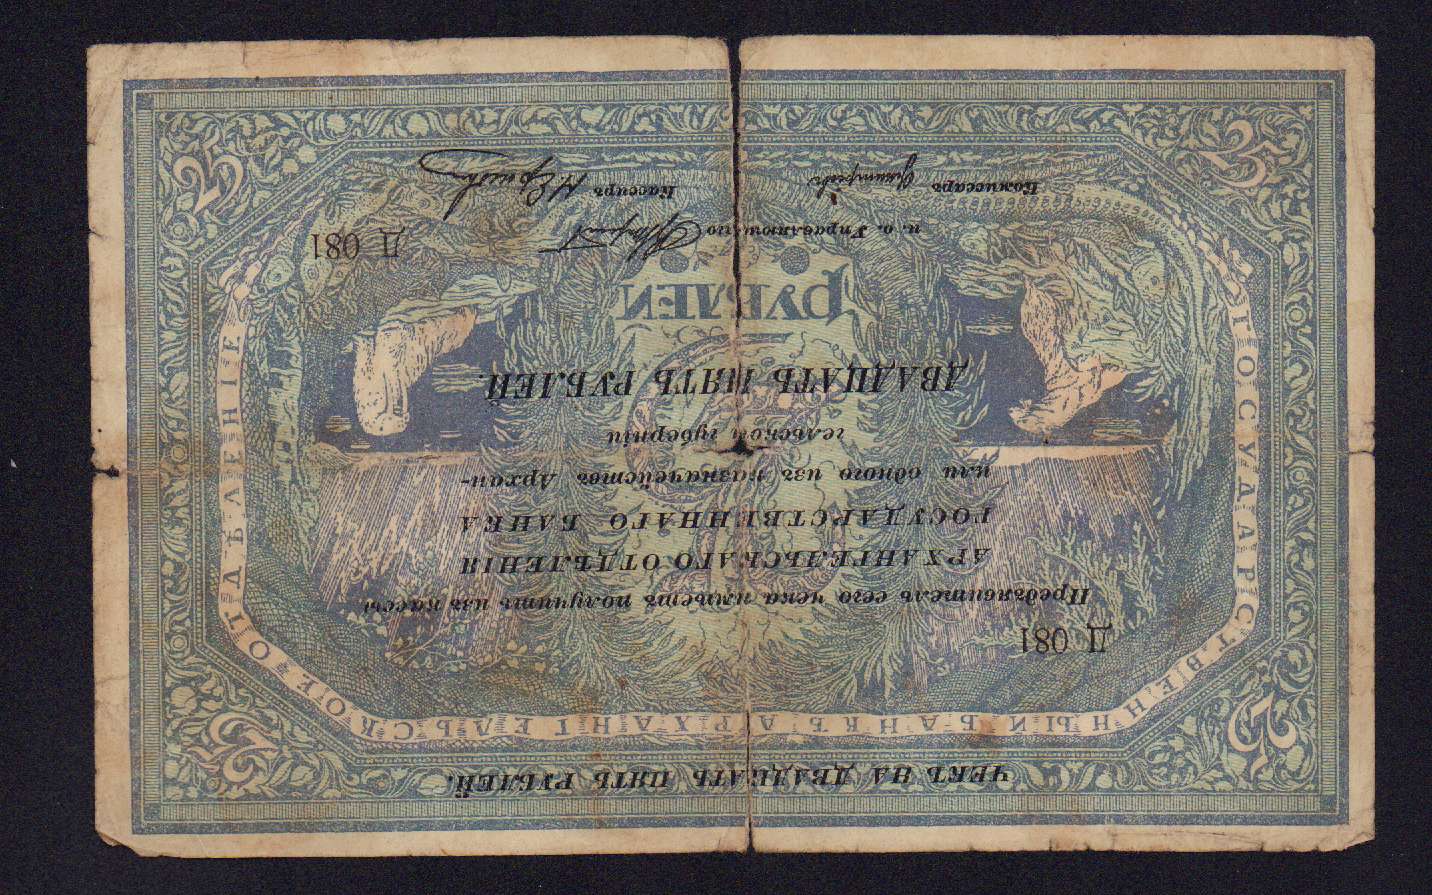 ЧЕКЪ НА ДВАДЦАТЬ ПЯТЬ РУБЛЕЙ.
25 25
ГОСУДАРСТВЕННЫЙ БАНКЪ АРХАНГЕЛЬСКОЕ ОТДѢЛЕНІЕ
Д 081
Предъявитель сего чека имѣетъ получить изъ кассы
АРХАНГЕЛЬСКАГО ОТДѢЛЕНІЯ
ГОСУДАРСТВЕННАГО БАНКА
или одного изъ казначействъ Архан-
гельской губерніи
ДВАДЦАТЬ ПЯТЬ РУБЛЕЙ.
25
РУБЛЕЙ
Д 081
и. о. Управляющаго
Комиссаръ
Кассиръ
25 25